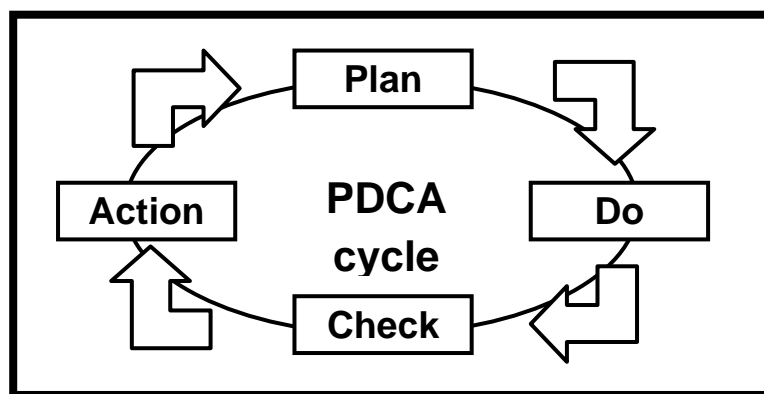 Plan
Action
PDCA
cycle
Do
Check